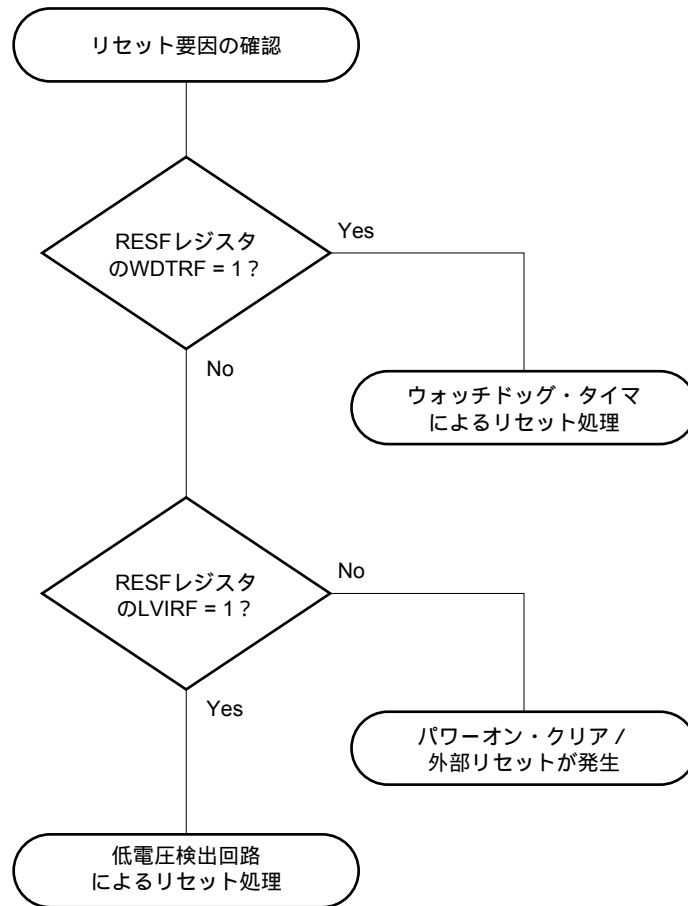 リセット要因の確認
RESFレジスタ
のWDTRF = 1？
Yes
No
ウォッチドッグ・タイマ
によるリセット処理
RESFレジスタ
のLVIRF = 1？
No
Yes
パワーオン・クリア /
外部リセットが発生
低電圧検出回路
によるリセット処理